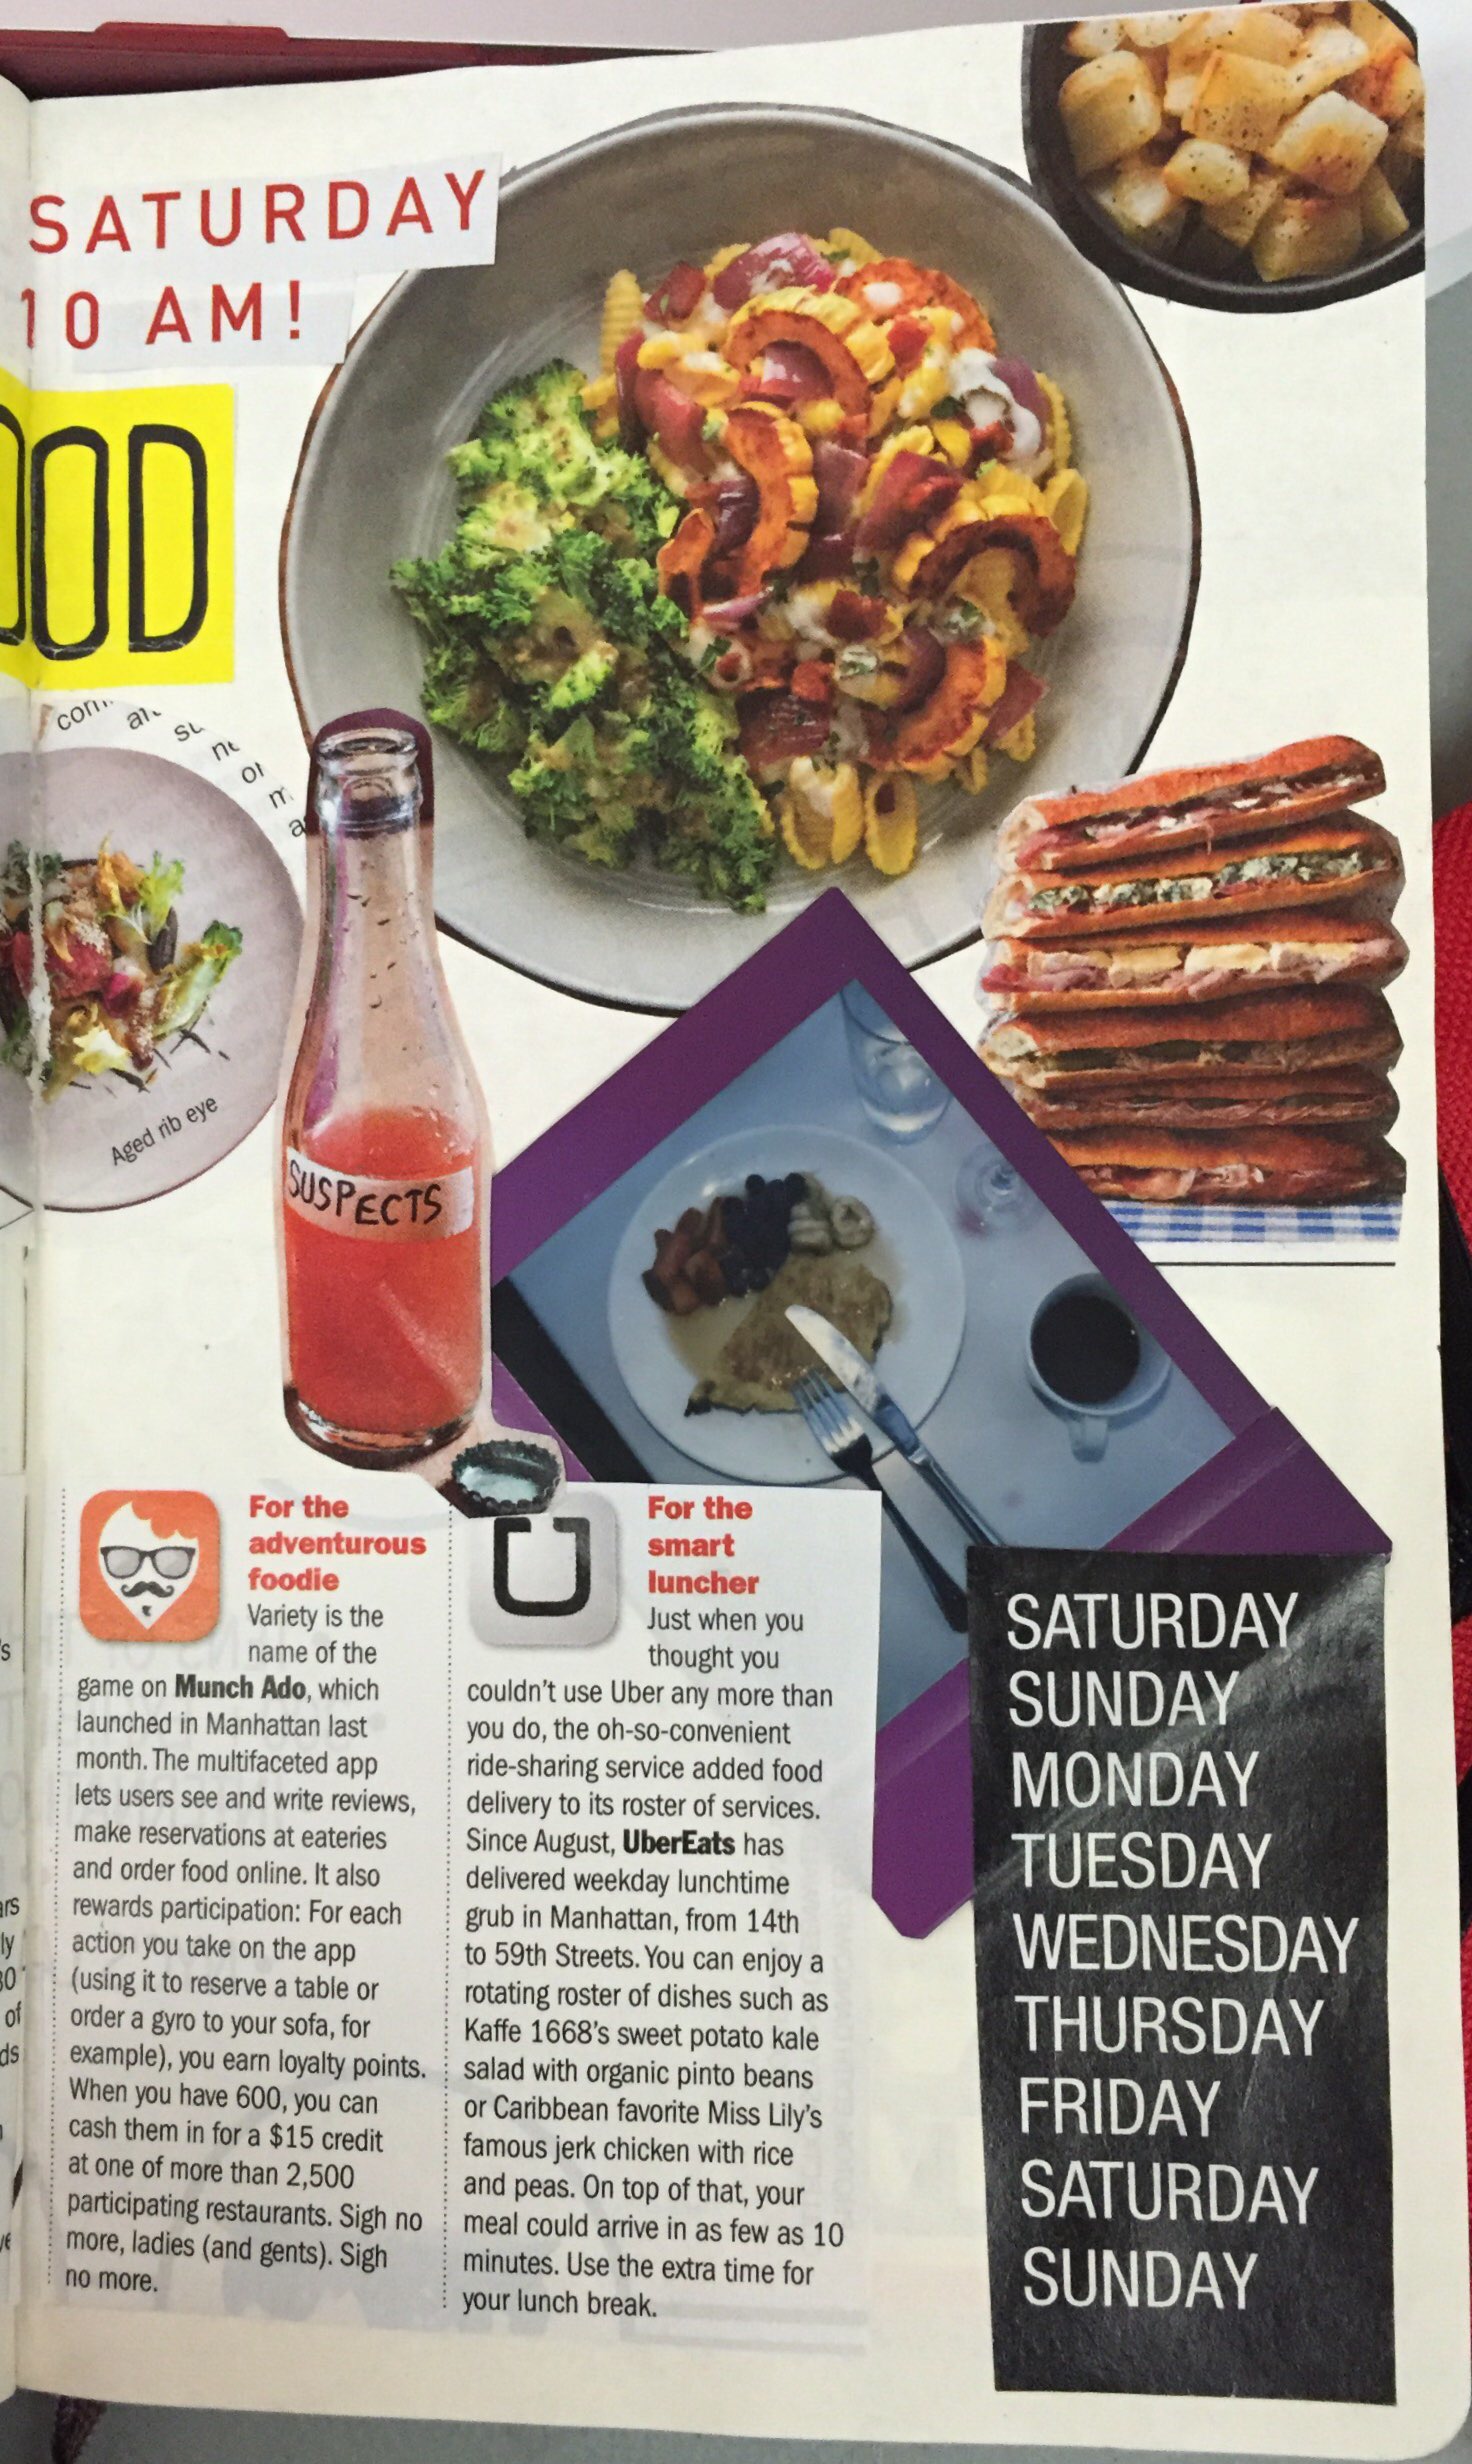 SATURDAY
10 AM!
OOD
Aged rib eye
SUSPECTS
For the
adventurous
foodie
Variety is the
name of the
game on Munch Ado, which
launched in Manhattan last
month. The multifaceted app
lets users see and write reviews,
make reservations at eateries
and order food online. It also
rewards participation: For each
action you take on the app
(using it to reserve a table or
order a gyro to your sofa, for
example), you earn loyalty points.
When you have 600, you can
cash them in for a $15 credit
at one of more than 2,500
participating restaurants. Sigh no
more, ladies (and gents). Sigh
no more.
For the
smart
luncher
Just when you
thought you
couldn't use Uber any more than
you do, the oh-so-convenient
ride-sharing service added food
delivery to its roster of services.
Since August, UberEats has
delivered weekday lunchtime
grub in Manhattan, from 14th
to 59th Streets. You can enjoy a
rotating roster of dishes such as
Kaffe 1668's sweet potato kale
salad with organic pinto beans
or Caribbean favorite Miss Lily's
famous jerk chicken with rice
and peas. On top of that, your
meal could arrive in as few as 10
minutes. Use the extra time for
your lunch break.
SATURDAY
SUNDAY
MONDAY
TUESDAY
WEDNESDAY
THURSDAY
FRIDAY
SATURDAY
SUNDAY